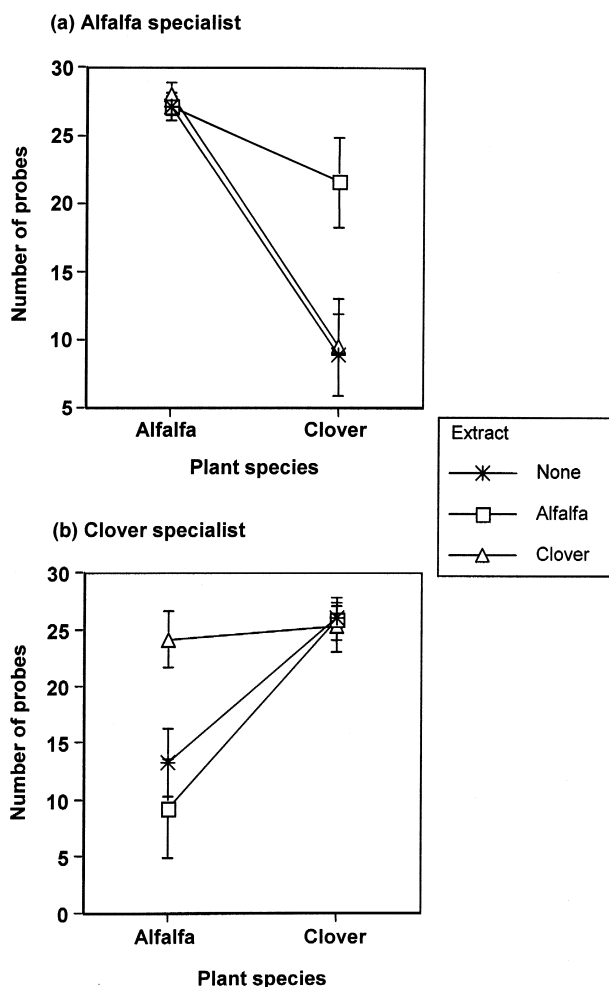 (a) Alfalfa specialist
30
25
20
15
10
5
Number of probes
Alfalfa Clover
Plant species
Extract
None
Alfalfa
Clover
(b) Clover specialist
30
25
20
15
10
5
0
Number of probes
Alfalfa Clover
Plant species